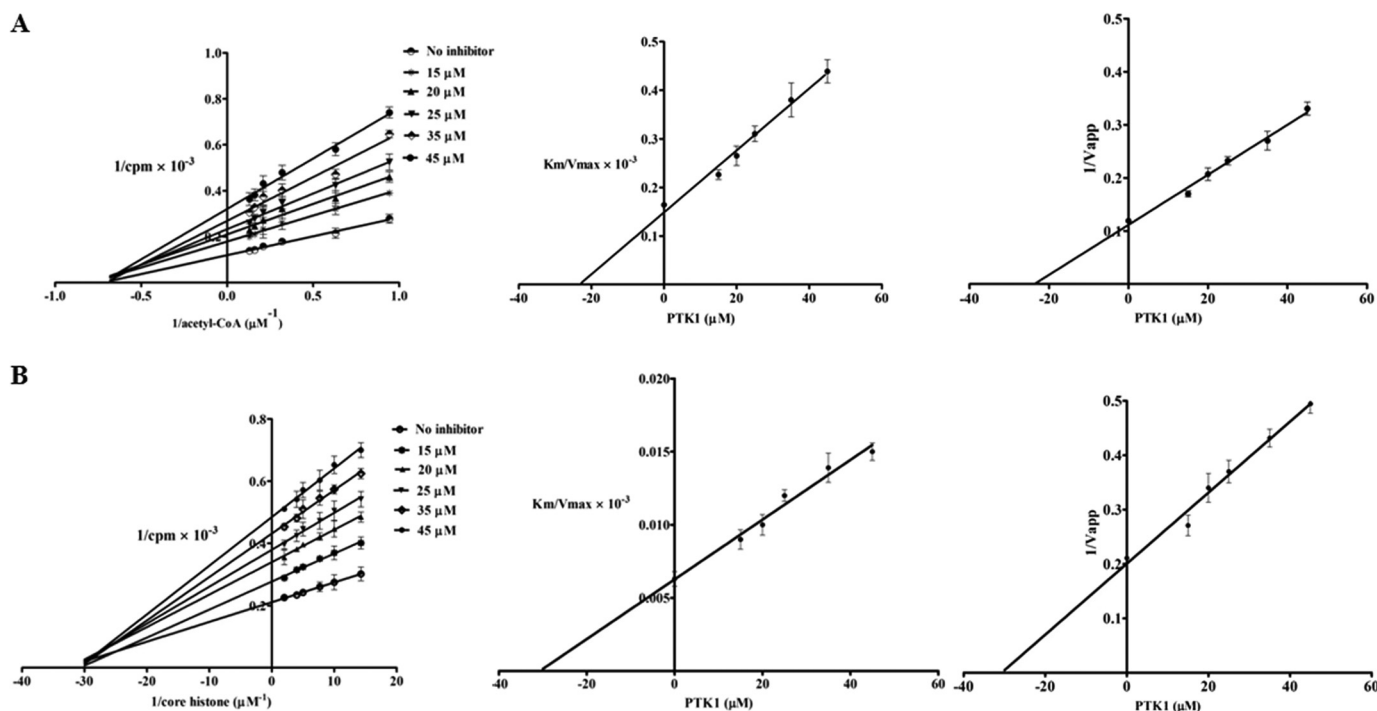 A
1.0
0.8
1/cpm × 10⁻³
0.4
0.2
-1.0
-0.5
0.0
0.5
1.0
1/acetyl-CoA (µM⁻¹)
No inhibitor
15 µM
20 µM
25 µM
35 µM
45 µM
0.5
0.4
0.3
Km/Vmax × 10⁻³
0.1
-40
-20
0
20
40
60
PTK1 (µM)
0.5
0.4
1/Vapp
0.2
0.1
-40
-20
0
20
40
60
PTK1 (µM)
B
0.8
0.6
1/cpm × 10⁻³
0.4
0.2
-40
-30
-20
-10
0
10
20
1/core histone (µM⁻¹)
No inhibitor
15 µM
20 µM
25 µM
35 µM
45 µM
0.020
0.015
Km/Vmax × 10⁻³
0.010
0.005
-40
-20
0
20
40
60
PTK1 (µM)
0.5
1/Vapp
0.3
0.2
0.1
-40
-20
0
20
40
60
PTK1 (µM)